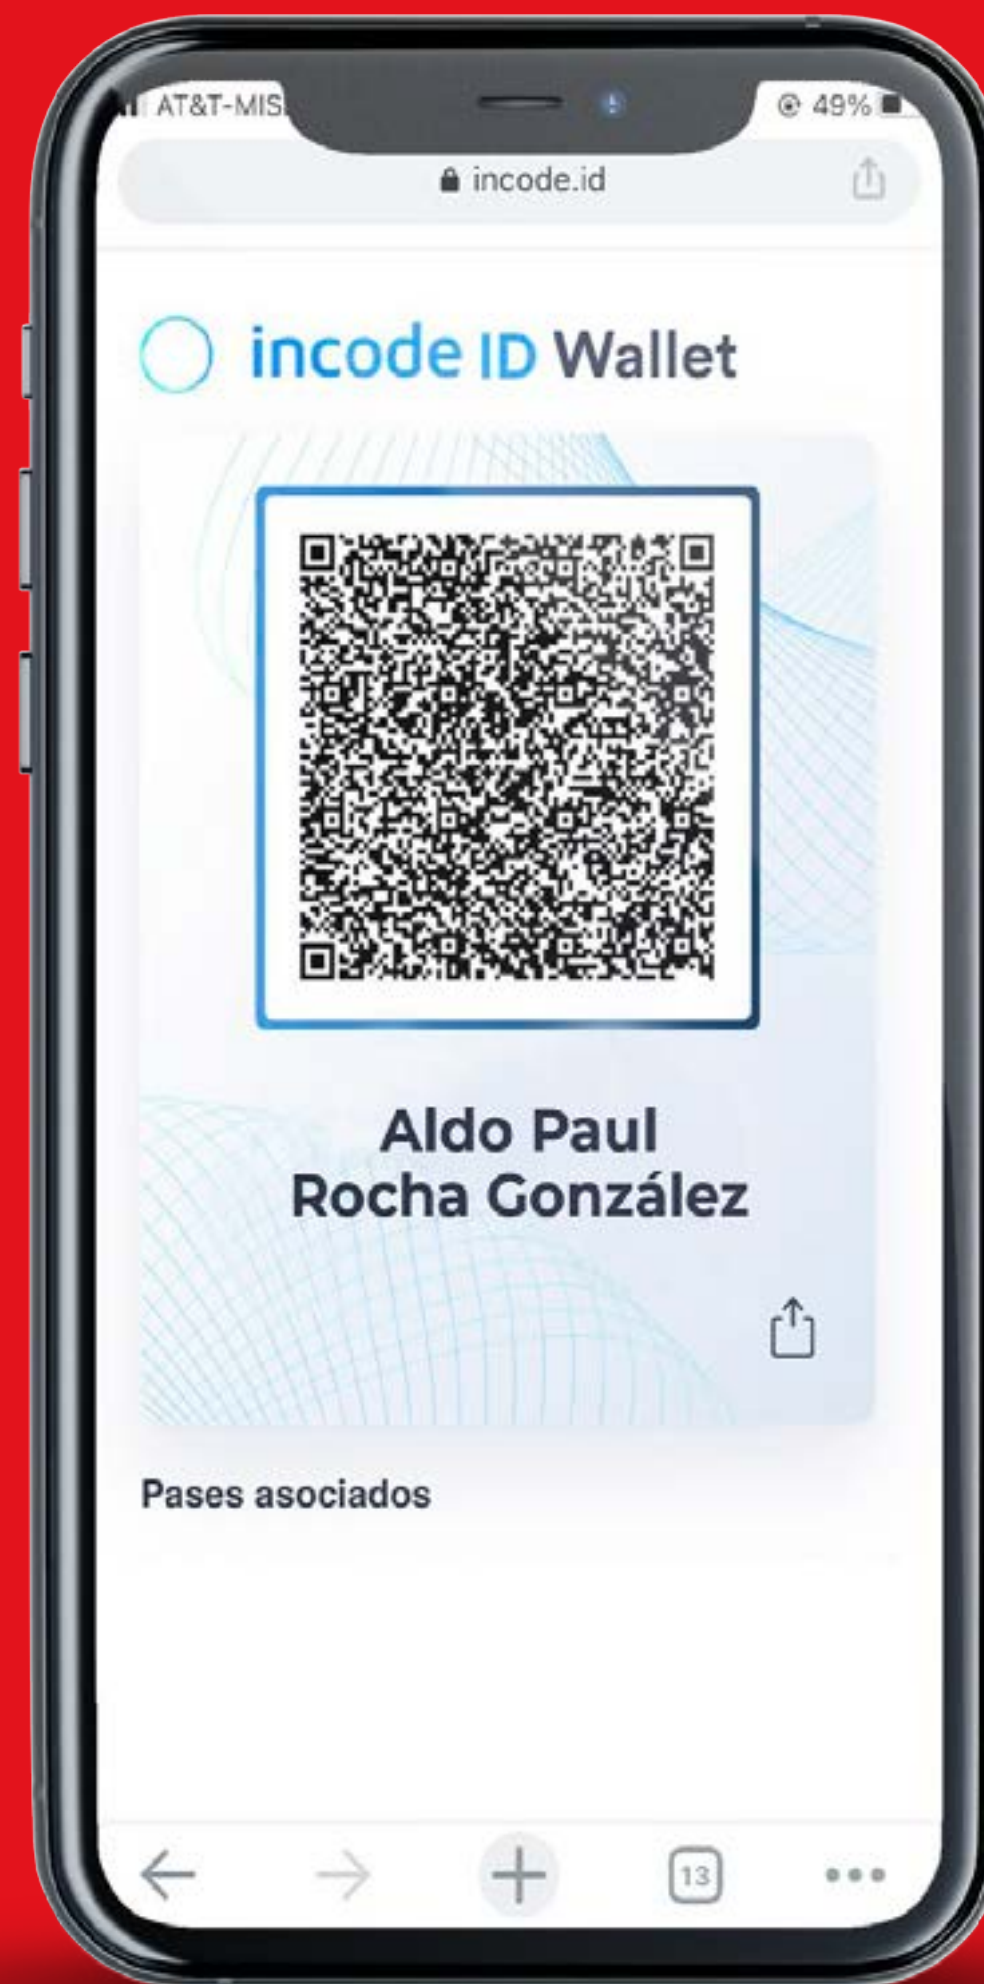 AT&T-MIS
49%
incode.id
incode ID Wallet
Aldo Paul
Rocha González
Pases asociados
13